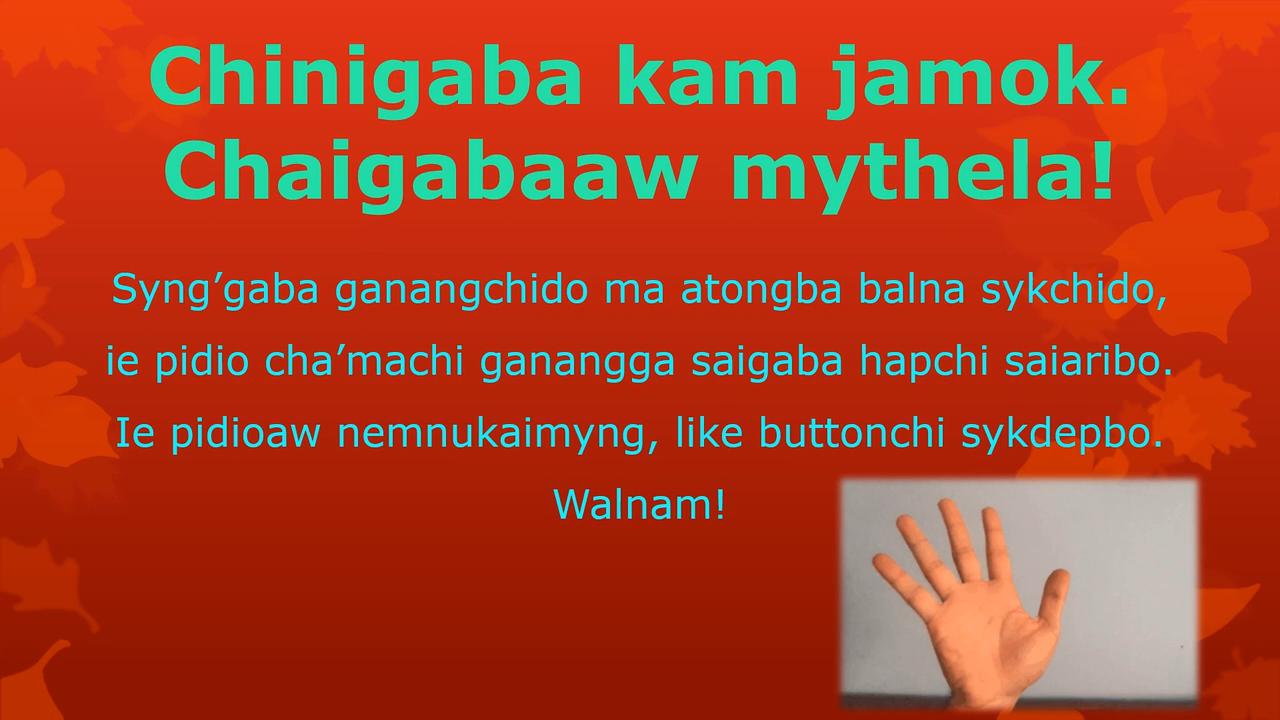 Chinigaba kam jamok.
Chaigabaaw mythela!
Syng’gaba ganangchido ma atongba balna sykchido,
ie pidio cha’machi ganangga saigaba hapchi saiaribo.
Ie pidioaw nemnukaimyng, like buttonchi sykdepbo.
Walnam!